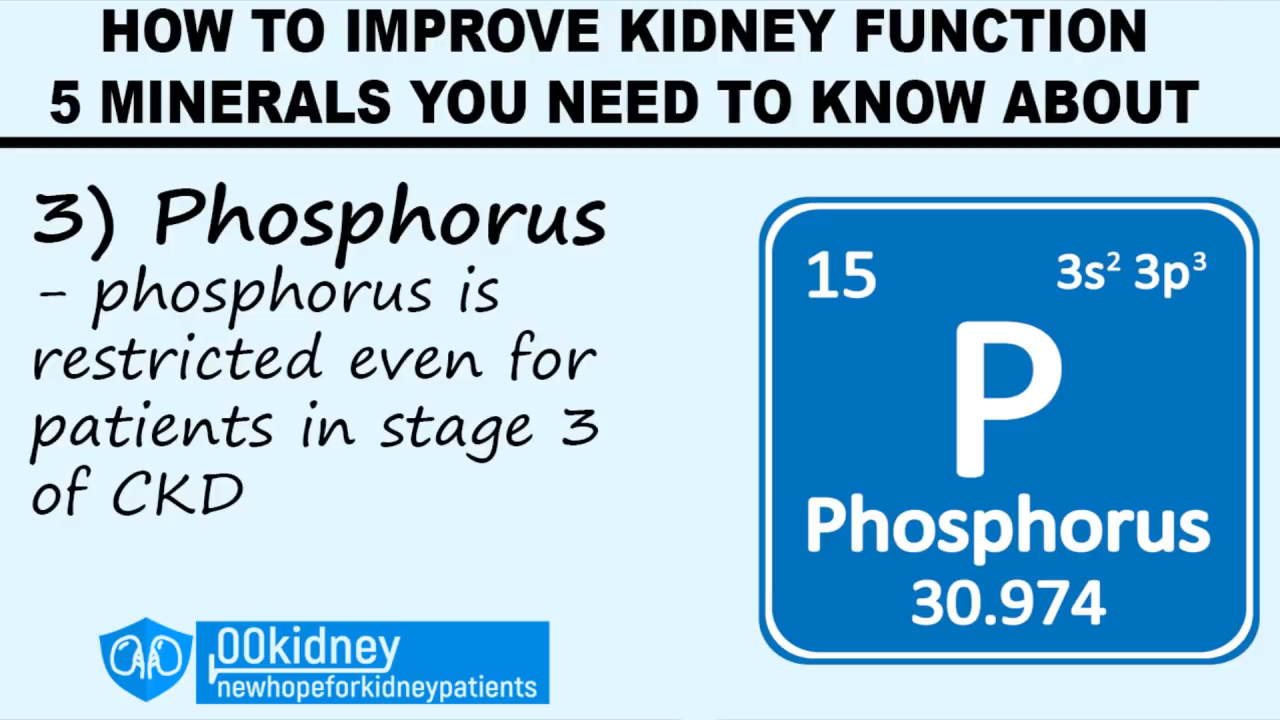 HOW TO IMPROVE KIDNEY FUNCTION
5 MINERALS YOU NEED TO KNOW ABOUT
3) Phosphorus
- phosphorus is
restricted even for
patients in stage 3
of CKD
15 3s² 3p³
P
Phosphorus
30.974
00kidney
newhopeforkidneypatients